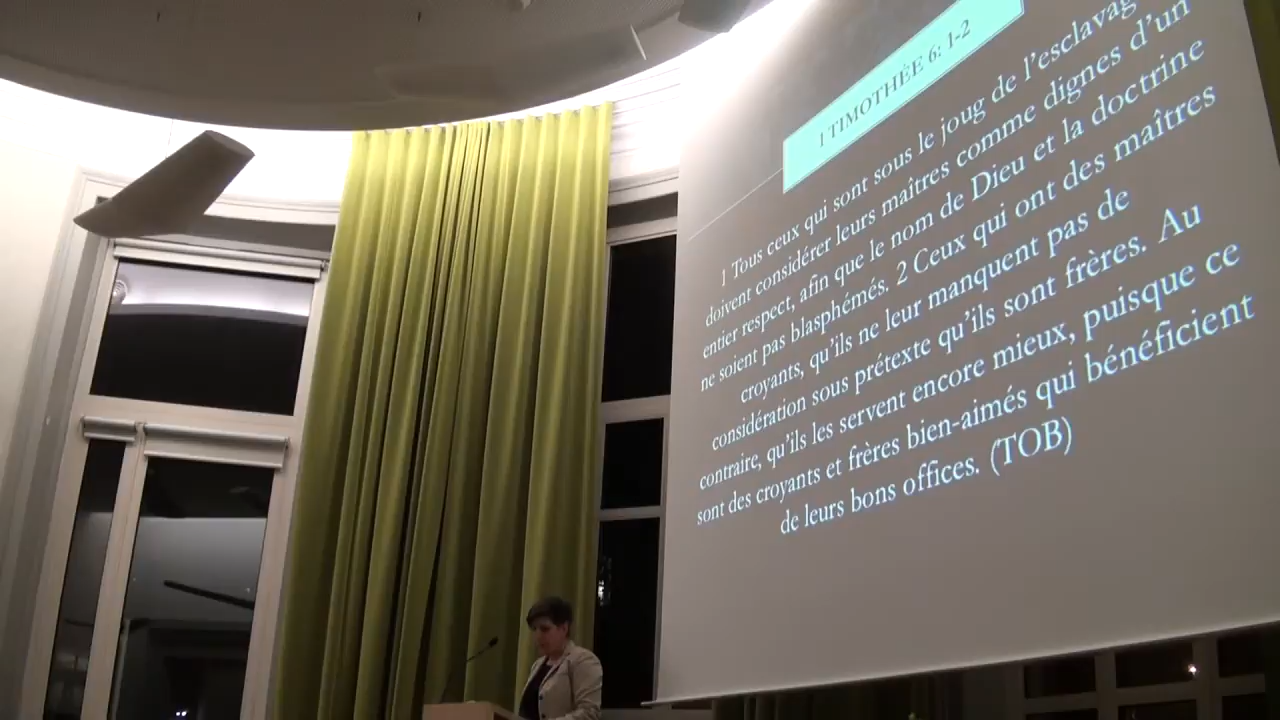 1 TIMOTHÉE 6: 1-2
1 Tous ceux qui sont sous le joug de l'esclavag
doivent considérer leurs maîtres comme dignes d'un
entier respect, afin que le nom de Dieu et la doctrine
ne soient pas blasphémés. 2 Ceux qui ont des maîtres
croyants, qu'ils ne leur manquent pas de
considération sous prétexte qu'ils sont frères. Au
contraire, qu'ils les servent encore mieux, puisque ce
sont des croyants et frères bien-aimés qui bénéficient
de leurs bons offices. (TOB)